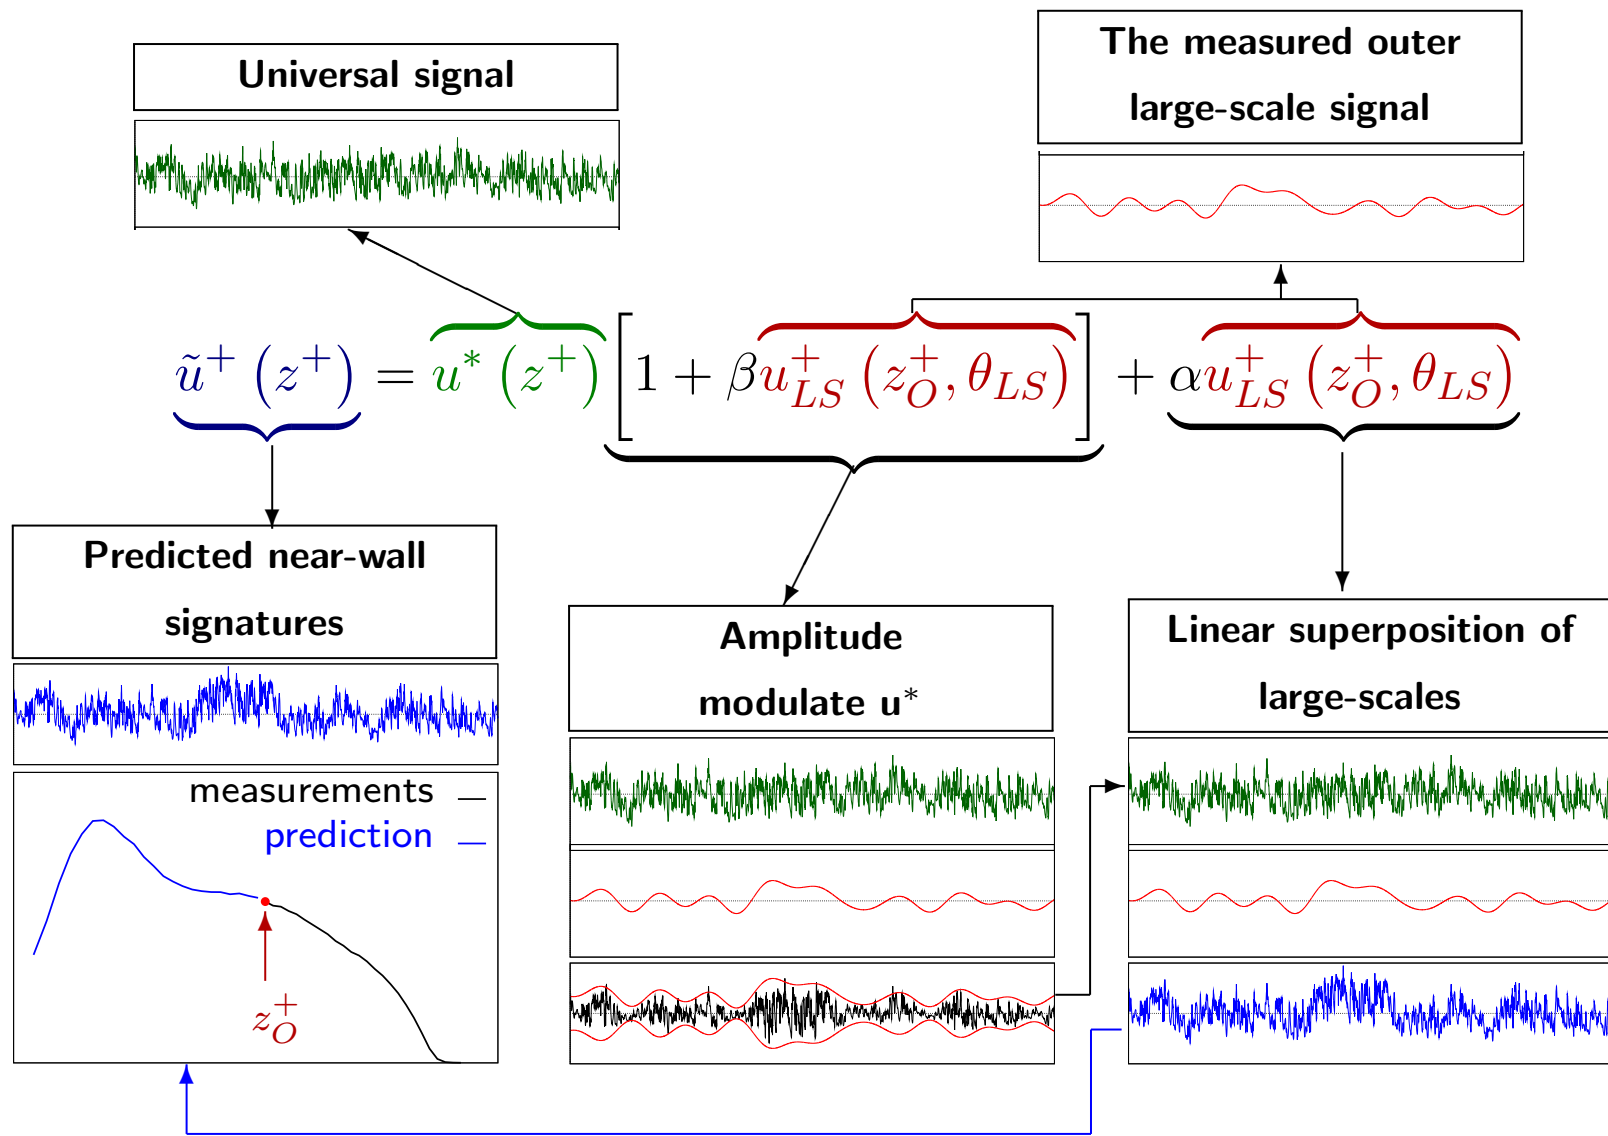 Universal signal
The measured outer
large-scale signal
ũ⁺ (z⁺) = u* (z⁺) [1 + βu⁺_LS (z⁺_O, θ_LS)] + αu⁺_LS (z⁺_O, θ_LS)
Predicted near-wall
signatures
measurements
prediction
z⁺_O
Amplitude
modulate u*
Linear superposition of
large-scales